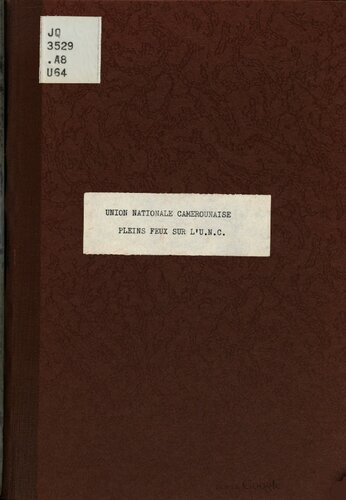 JQ
3529
.A8
U64
UNION NATIONALE CAMEROUNAISE
PLEINS FEUX SUR L'U.N.C.